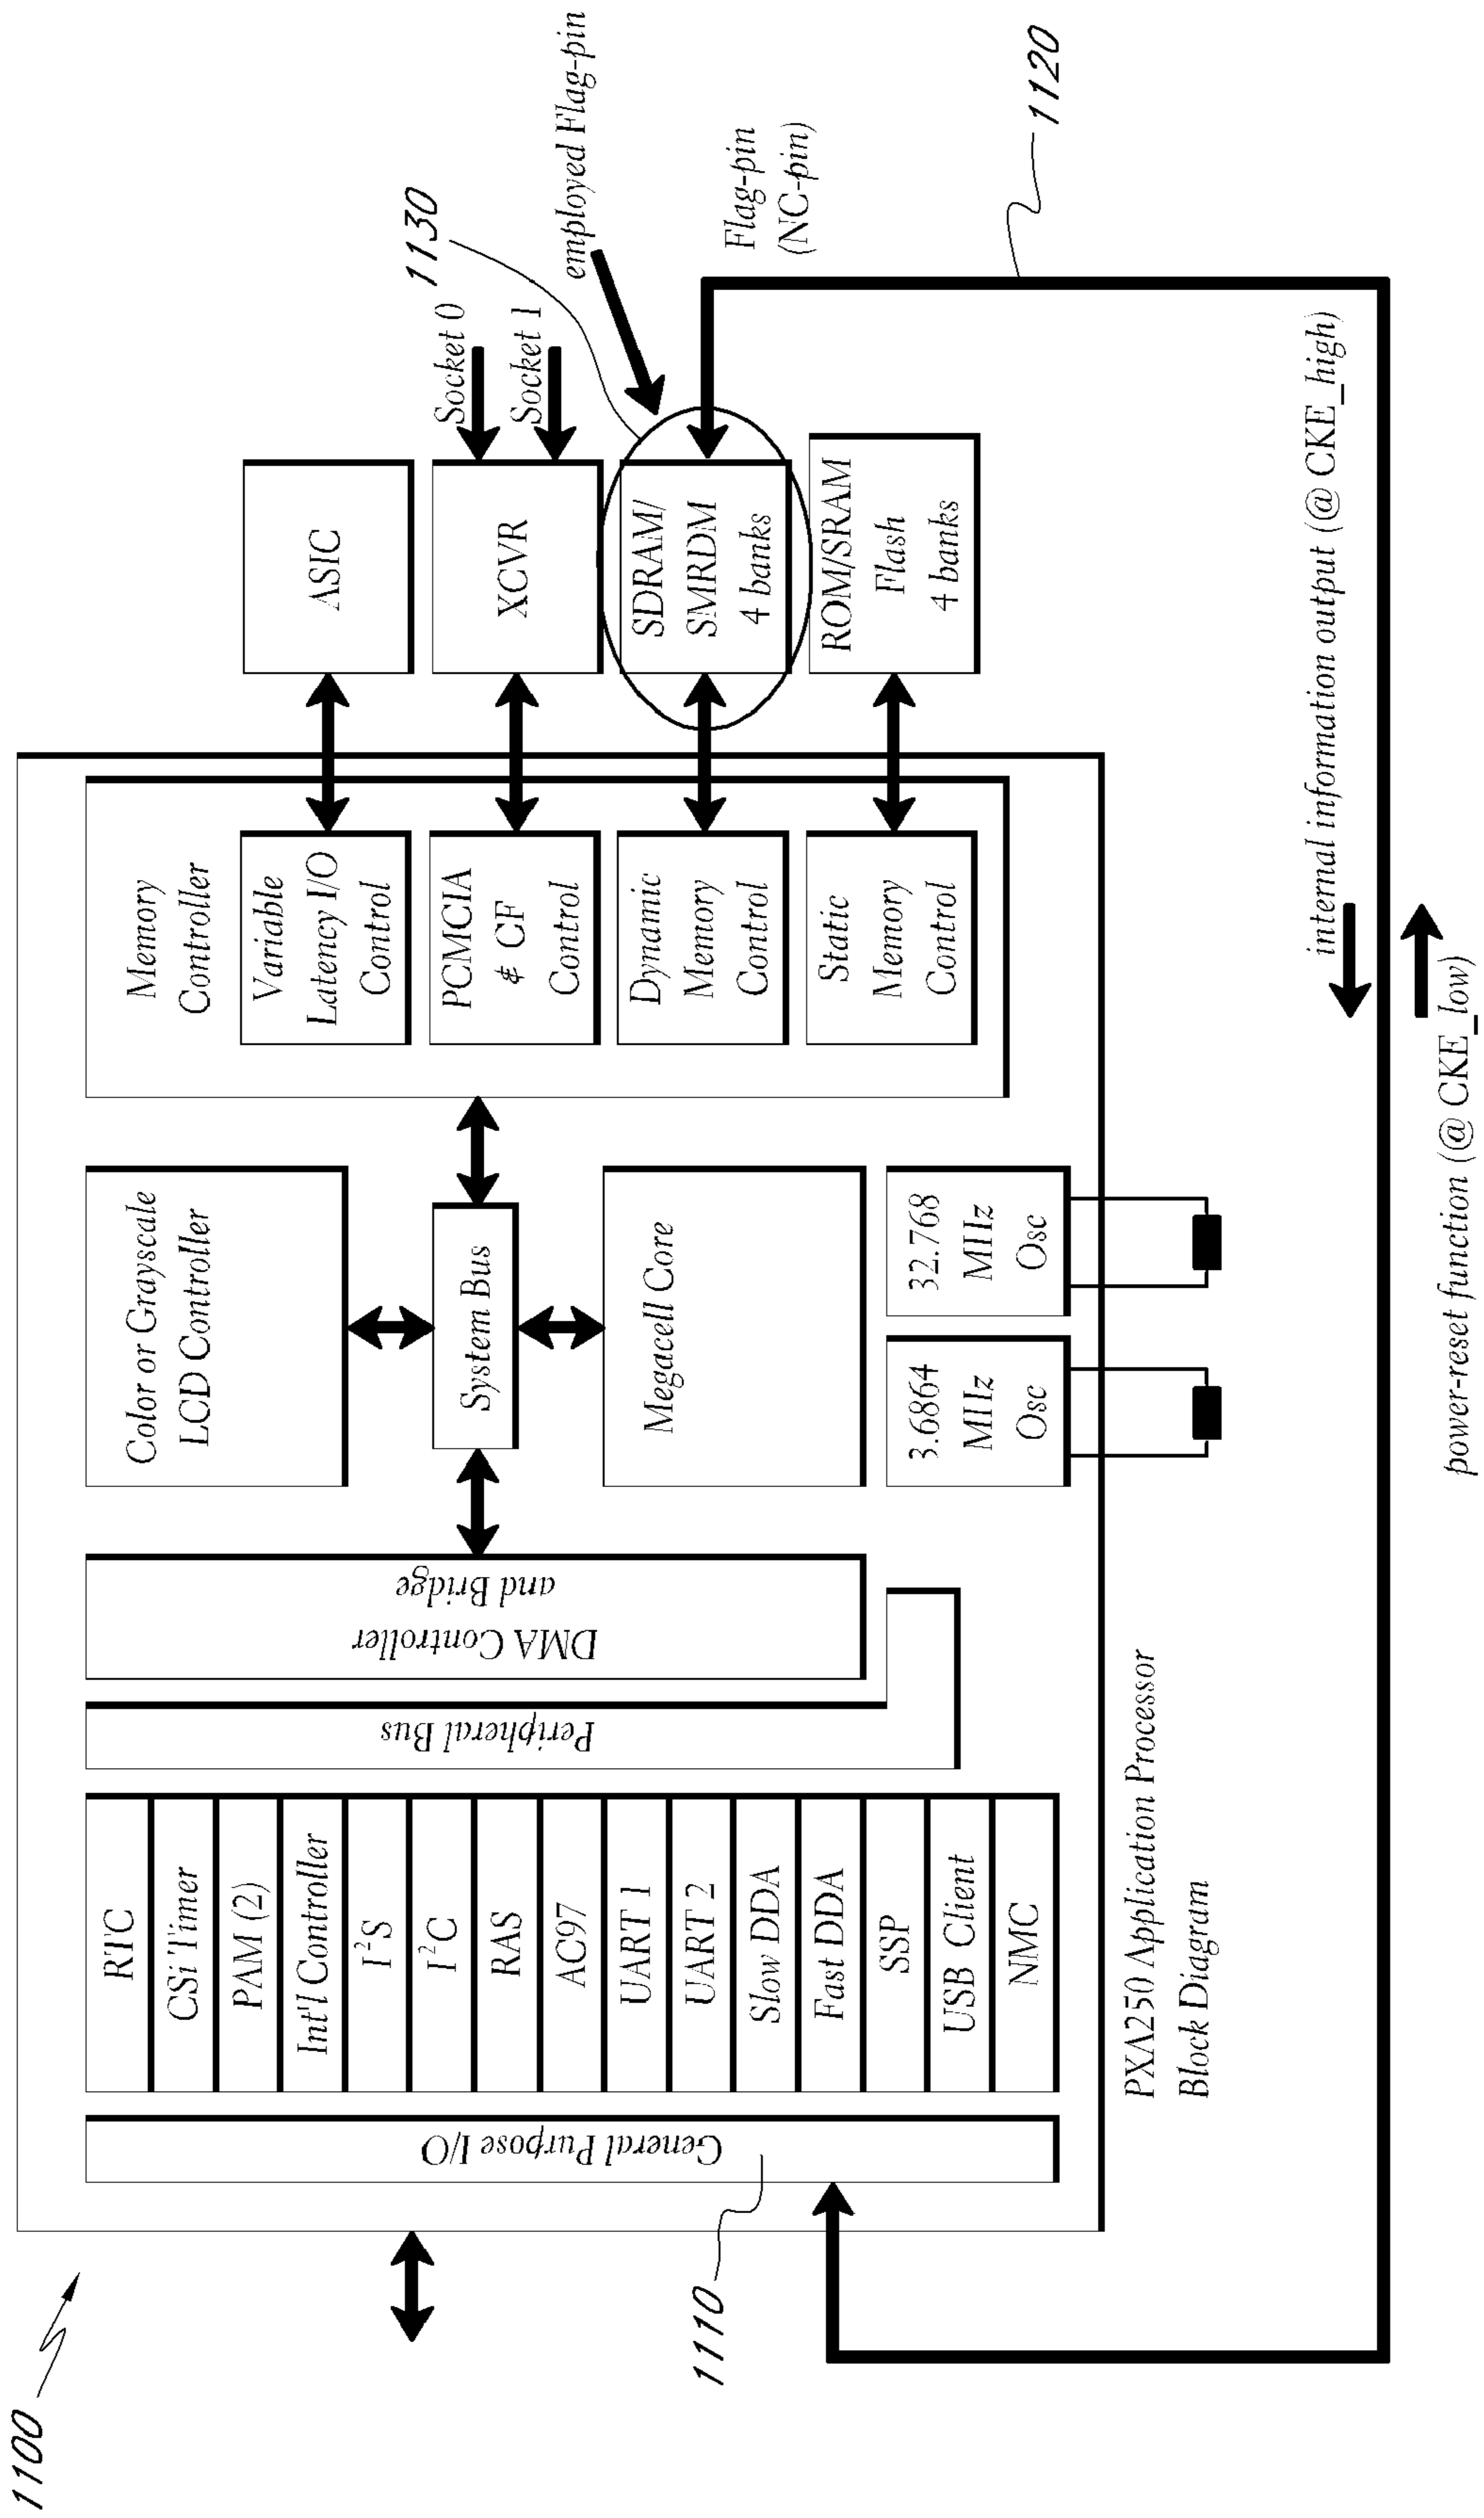 1100
General Purpose I/O
1110
RTC
CSi Timer
PAM (2)
Int'l Controller
I²S
I²C
RAS
AC97
UART 1
UART 2
Slow DDA
Fast DDA
SSP
USB Client
NMC
Peripheral Bus
DMA Controller
and Bridge
Color or Grayscale
LCD Controller
System Bus
Megacell Core
3.6864
MHz
Osc
32.768
MHz
Osc
Memory
Controller
Variable
Latency I/O
Control
PCMCIA
& CF
Control
Dynamic
Memory
Control
Static
Memory
Control
ASIC
XCVR
SDRAM/
SMRDM
4 banks
ROM/SRAM
Flash
4 banks
Socket 0
Socket 1
1130
employed Flag-pin
Flag-pin
(NC-pin)
1120
PXA250 Application Processor
Block Diagram
internal information output (@ CKE_high)
power-reset function (@ CKE_low)